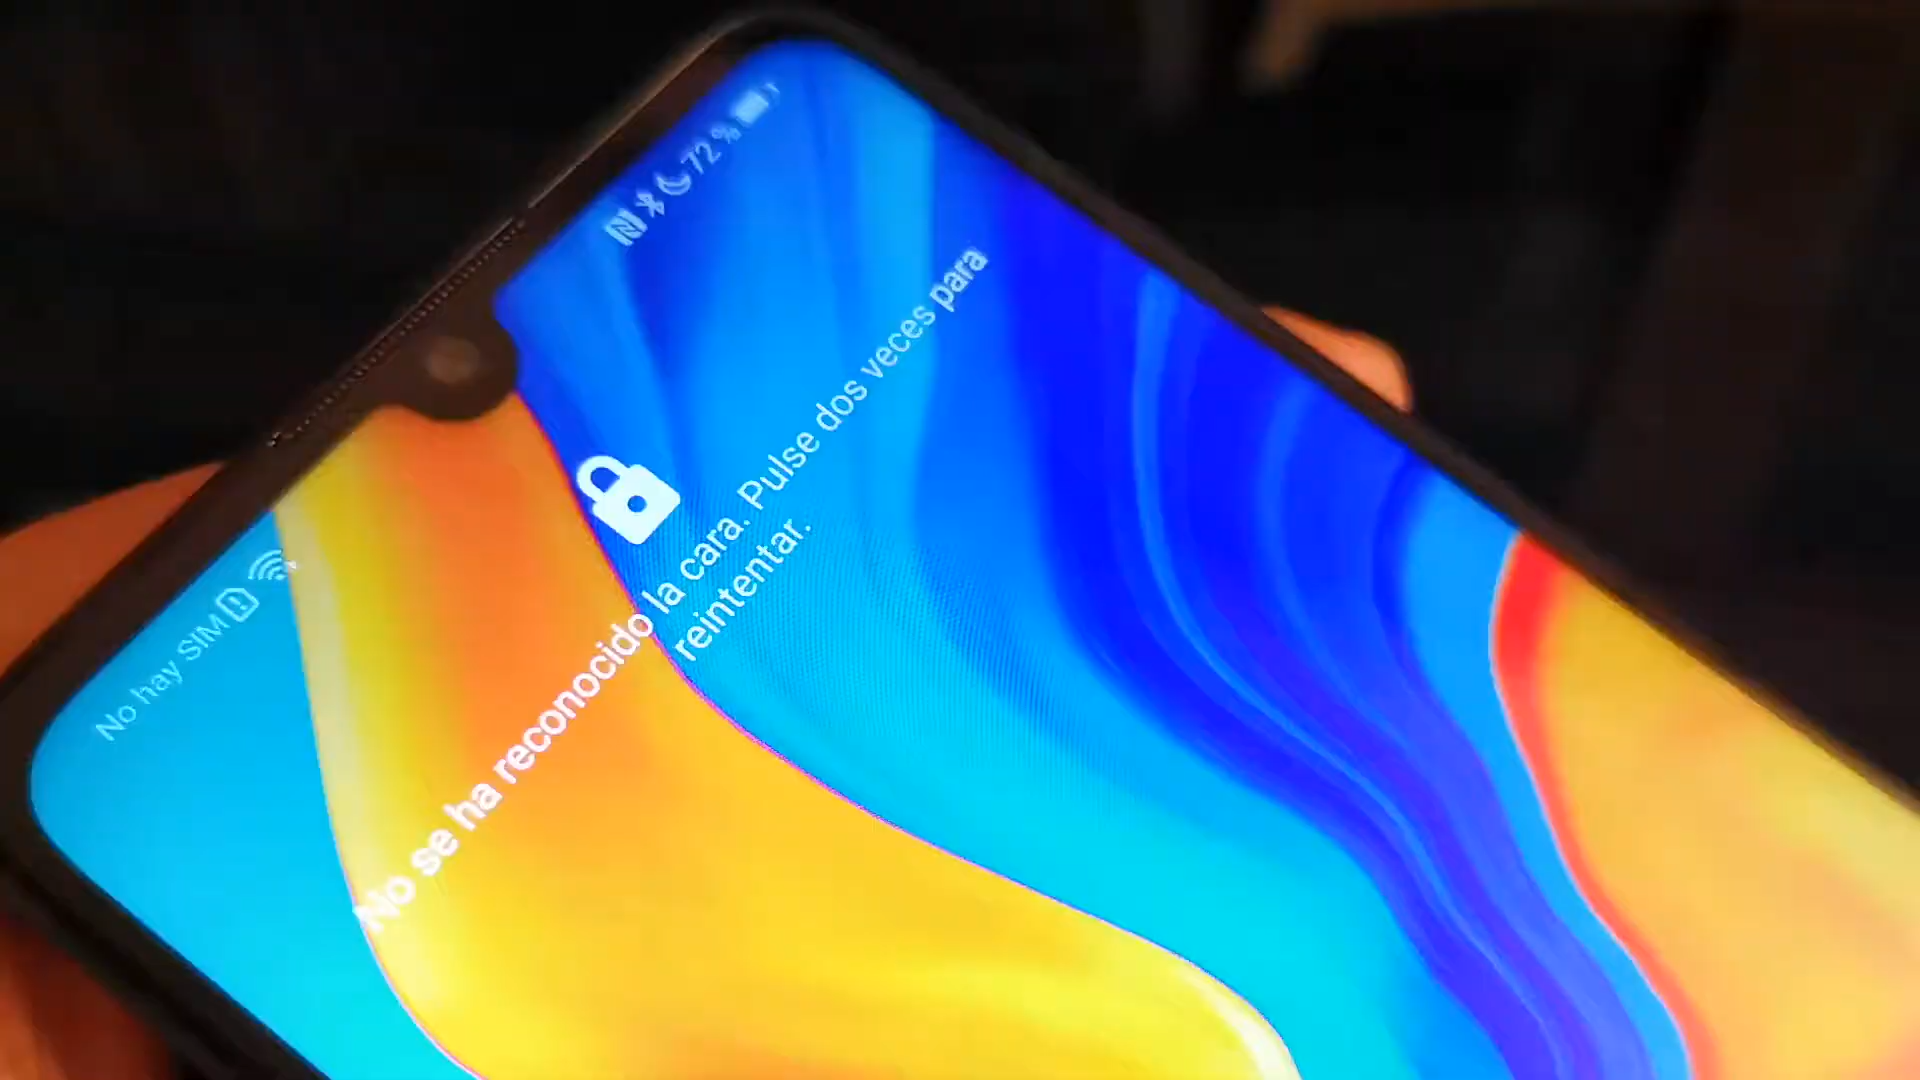 No hay SIM
72 %
No se ha reconocido la cara. Pulse dos veces para
reintentar.